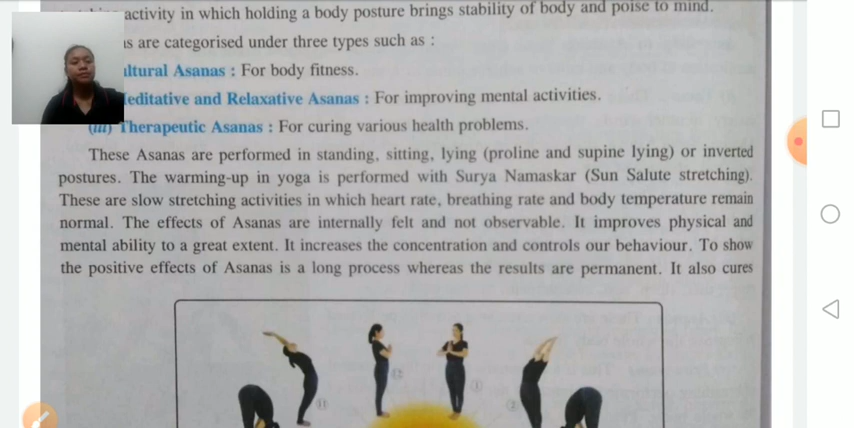 activity in which holding a body posture brings stability of body and poise to mind.
are categorised under three types such as :
Asanas : For body fitness.
Meditative and Relaxative Asanas : For improving mental activities.
(iii) Therapeutic Asanas : For curing various health problems.
These Asanas are performed in standing, sitting, lying (proline and supine lying) or inverted
postures. The warming-up in yoga is performed with Surya Namaskar (Sun Salute stretching).
These are slow stretching activities in which heart rate, breathing rate and body temperature remain
normal. The effects of Asanas are internally felt and not observable. It improves physical and
mental ability to a great extent. It increases the concentration and controls our behaviour. To show
the positive effects of Asanas is a long process whereas the results are permanent. It also cures
12
1
11
2